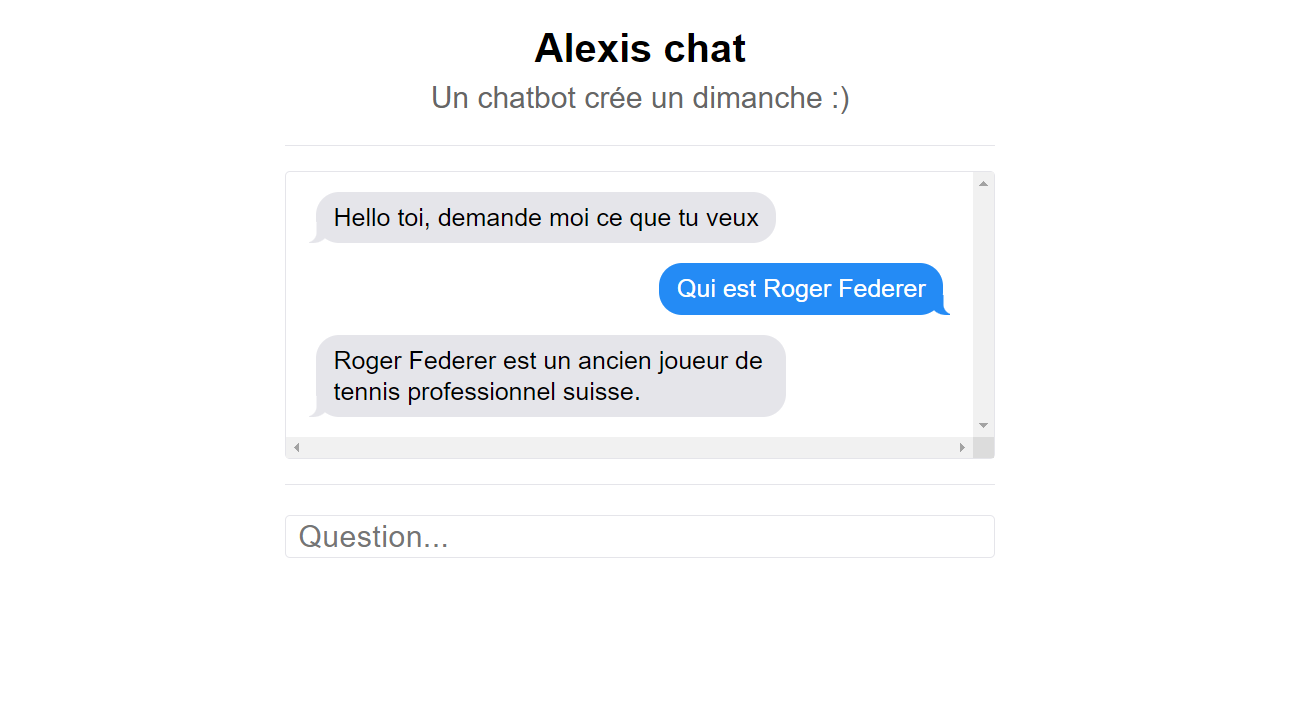 Alexis chat
Un chatbot crée un dimanche :)
Hello toi, demande moi ce que tu veux
Qui est Roger Federer
Roger Federer est un ancien joueur de
tennis professionnel suisse.
Question...